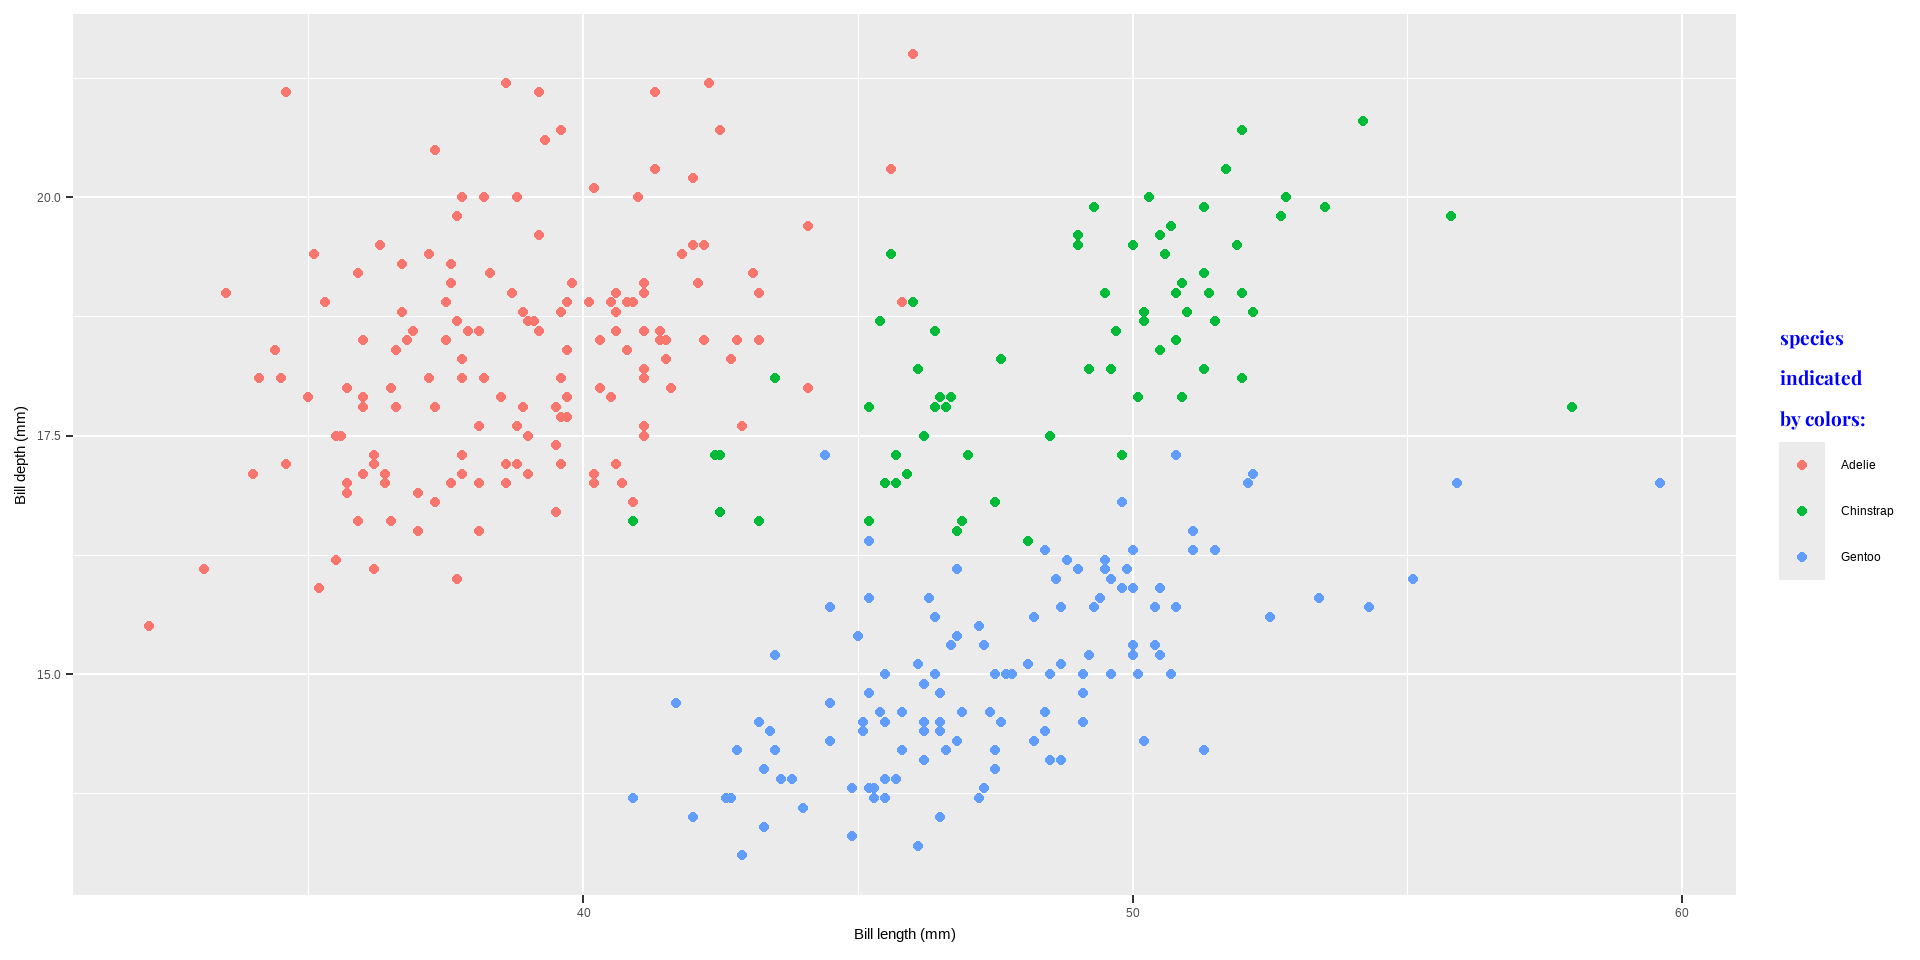 20.0
17.5
15.0
Bill depth (mm)
40
50
60
Bill length (mm)
species
indicated
by colors:
Adelie
Chinstrap
Gentoo